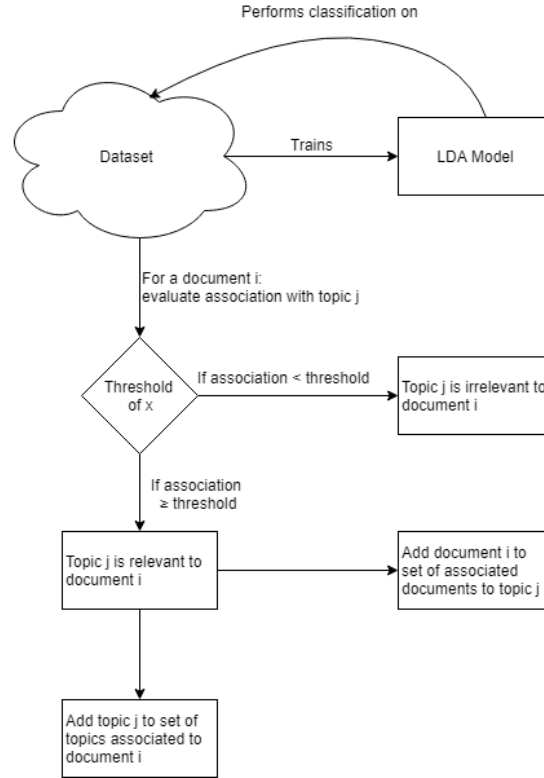 Performs classification on
Dataset
Trains
LDA Model
For a document i:
evaluate association with topic j
Threshold
of x
If association < threshold
Topic j is irrelevant to
document i
If association
≥ threshold
Topic j is relevant to
document i
Add document i to
set of associated
documents to topic j
Add topic j to set of
topics associated to
document i